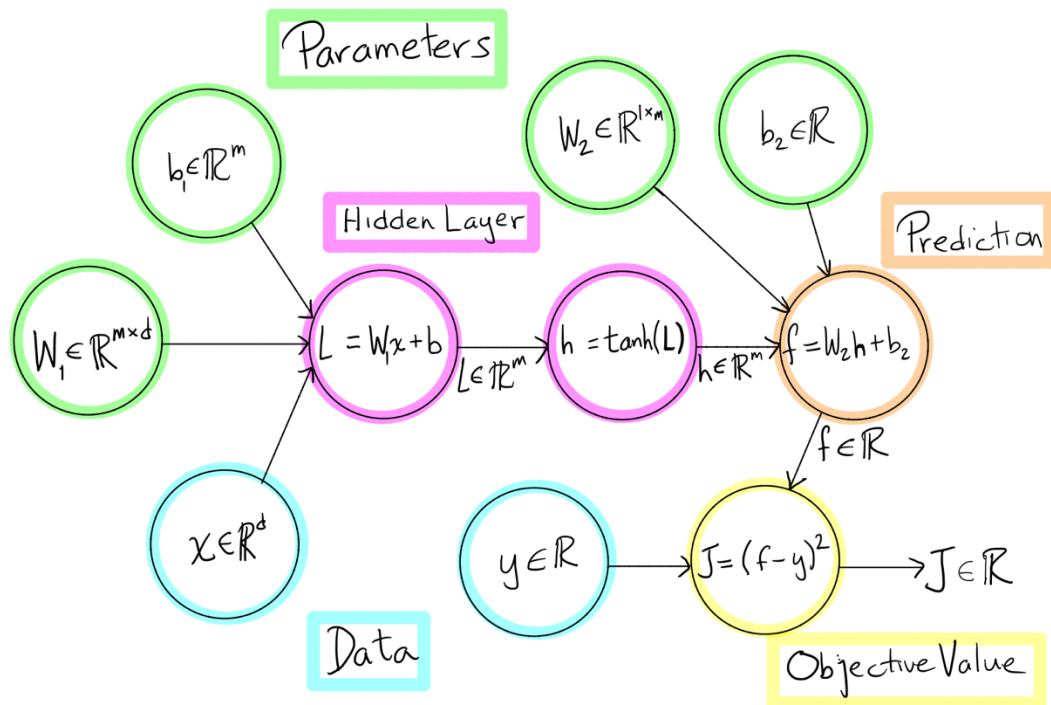 Parameters
b₁∈ℝᵐ
W₂∈ℝ¹ˣᵐ
b₂∈ℝ
Hidden Layer
Prediction
W₁∈ℝᵐˣᵈ
L = W₁x + b
L∈ℝᵐ
h = tanh(L)
h∈ℝᵐ
f = W₂h + b₂
f∈ℝ
x∈ℝᵈ
y∈ℝ
J = (f-y)²
J∈ℝ
Data
Objective Value